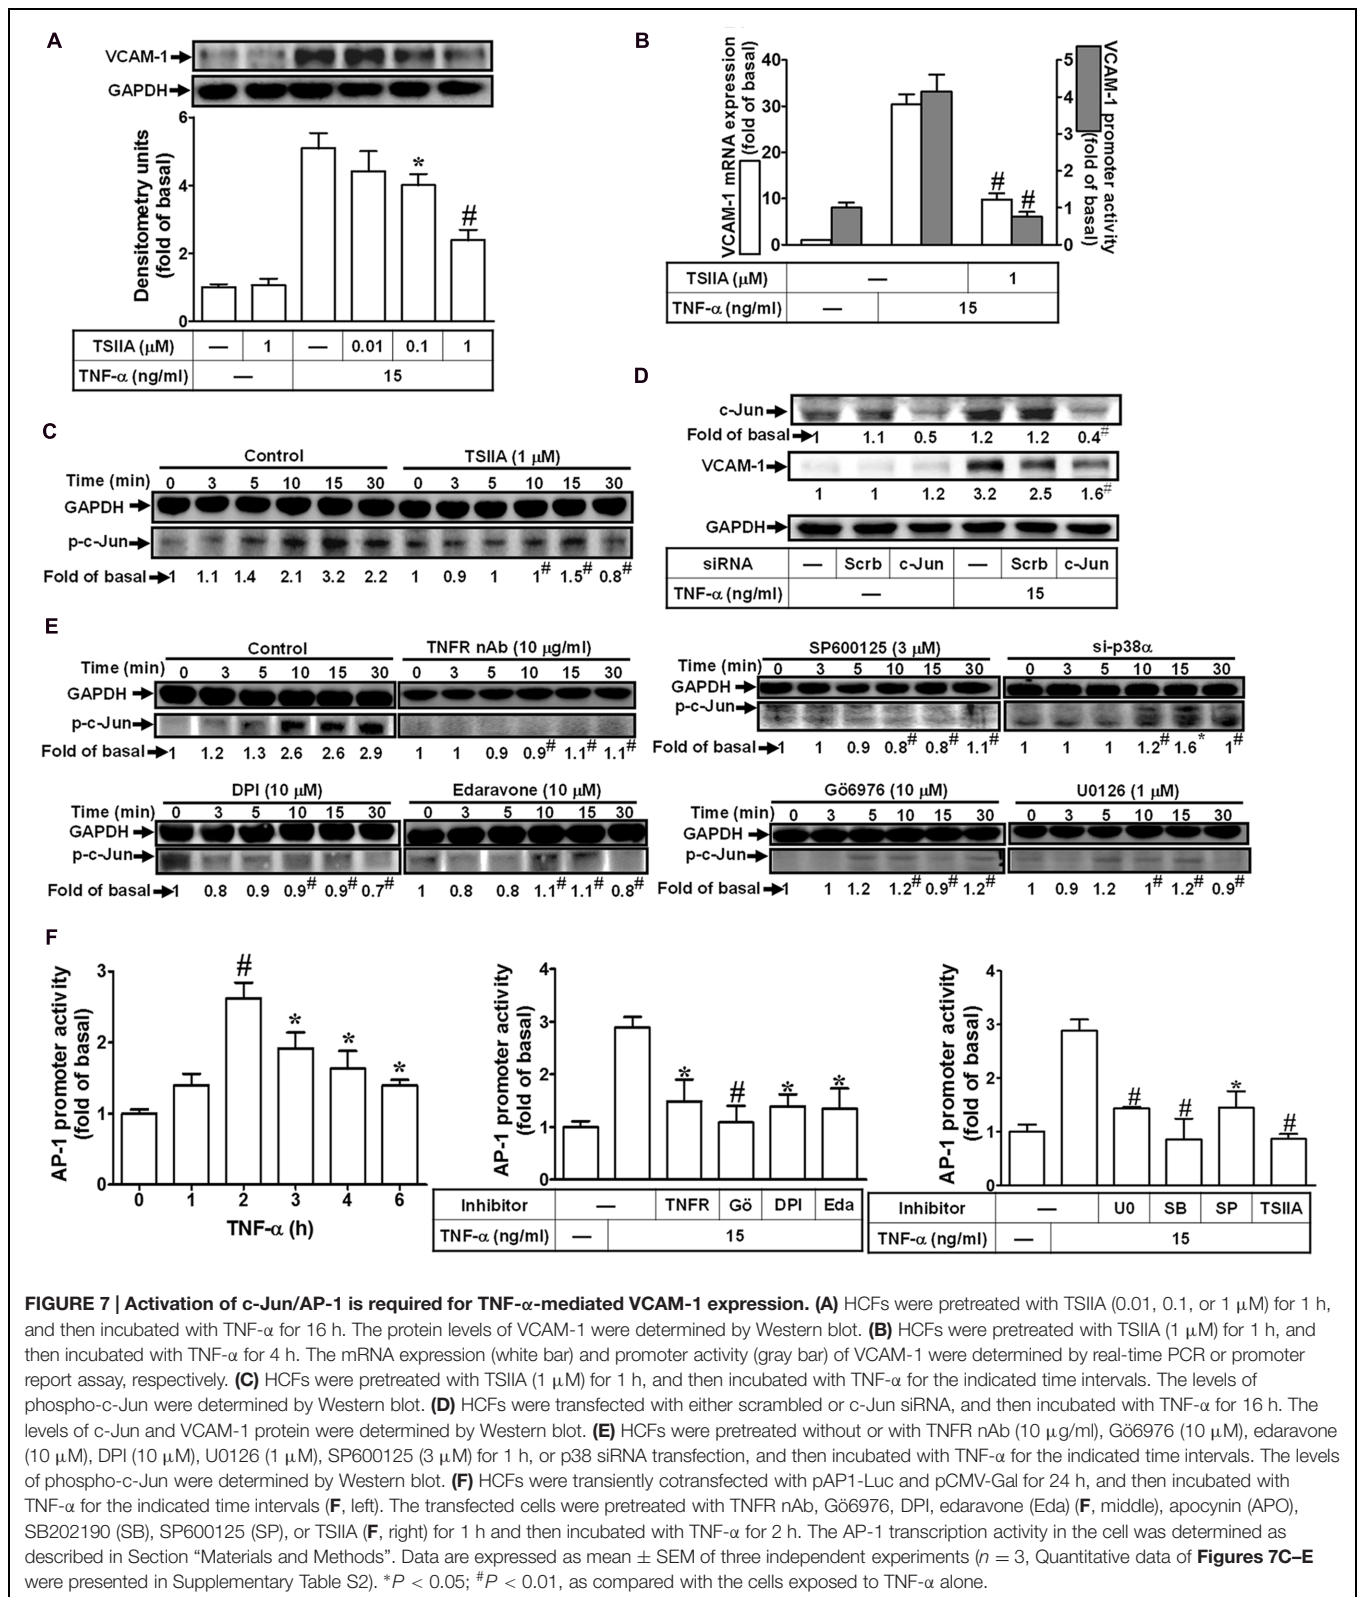 A
VCAM-1
GAPDH
Densitometry units
(fold of basal)
6
4
2
0
*
#
TSIIA (μM) — 1 — 0.01 0.1 1
TNF-α (ng/ml) — 15
B
VCAM-1 mRNA expression
(fold of basal)
40
30
20
10
0
# #
5
4
3
2
1
0
VCAM-1 promoter activity
(fold of basal)
TSIIA (μM) — 1
TNF-α (ng/ml) — 15
C
Control TSIIA (1 μM)
Time (min) 0 3 5 10 15 30 0 3 5 10 15 30
GAPDH
p-c-Jun
Fold of basal 1 1.1 1.4 2.1 3.2 2.2 1 0.9 1 1# 1.5# 0.8#
D
c-Jun
Fold of basal 1 1.1 0.5 1.2 1.2 0.4#
VCAM-1
1 1 1.2 3.2 2.5 1.6#
GAPDH
siRNA — Scrb c-Jun — Scrb c-Jun
TNF-α (ng/ml) — 15
E
Control TNFR nAb (10 μg/ml)
Time (min) 0 3 5 10 15 30 0 3 5 10 15 30
GAPDH
p-c-Jun
Fold of basal 1 1.2 1.3 2.6 2.6 2.9 1 1 0.9 0.9# 1.1# 1.1#
SP600125 (3 μM) si-p38α
Time (min) 0 3 5 10 15 30 0 3 5 10 15 30
GAPDH
p-c-Jun
Fold of basal 1 1 0.9 0.8# 0.8# 1.1# 1 1 1 1.2# 1.6* 1#
DPI (10 μM) Edaravone (10 μM)
Time (min) 0 3 5 10 15 30 0 3 5 10 15 30
GAPDH
p-c-Jun
Fold of basal 1 0.8 0.9 0.9# 0.9# 0.7# 1 0.8 0.8 1.1# 1.1# 0.8#
Gö6976 (10 μM) U0126 (1 μM)
Time (min) 0 3 5 10 15 30 0 3 5 10 15 30
GAPDH
p-c-Jun
Fold of basal 1 1 1.2 1.2# 0.9# 1.2# 1 0.9 1.2 1# 1.2# 0.9#
F
AP-1 promoter activity
(fold of basal)
3
2
1
0
# * * *
0 1 2 3 4 6
TNF-α (h)
AP-1 promoter activity
(fold of basal)
4
3
2
1
0
* # * *
Inhibitor — TNFR Gö DPI Eda
TNF-α (ng/ml) — 15
AP-1 promoter activity
(fold of basal)
4
3
2
1
0
# # * #
Inhibitor — U0 SB SP TSIIA
TNF-α (ng/ml) — 15
FIGURE 7 | Activation of c-Jun/AP-1 is required for TNF-α-mediated VCAM-1 expression. (A) HCFs were pretreated with TSIIA (0.01, 0.1, or 1 μM) for 1 h,
and then incubated with TNF-α for 16 h. The protein levels of VCAM-1 were determined by Western blot. (B) HCFs were pretreated with TSIIA (1 μM) for 1 h, and
then incubated with TNF-α for 4 h. The mRNA expression (white bar) and promoter activity (gray bar) of VCAM-1 were determined by real-time PCR or promoter
report assay, respectively. (C) HCFs were pretreated with TSIIA (1 μM) for 1 h, and then incubated with TNF-α for the indicated time intervals. The levels of
phospho-c-Jun were determined by Western blot. (D) HCFs were transfected with either scrambled or c-Jun siRNA, and then incubated with TNF-α for 16 h. The
levels of c-Jun and VCAM-1 protein were determined by Western blot. (E) HCFs were pretreated without or with TNFR nAb (10 μg/ml), Gö6976 (10 μM), edaravone
(10 μM), DPI (10 μM), U0126 (1 μM), SP600125 (3 μM) for 1 h, or p38 siRNA transfection, and then incubated with TNF-α for the indicated time intervals. The levels
of phospho-c-Jun were determined by Western blot. (F) HCFs were transiently cotransfected with pAP1-Luc and pCMV-Gal for 24 h, and then incubated with
TNF-α for the indicated time intervals (F, left). The transfected cells were pretreated with TNFR nAb, Gö6976, DPI, edaravone (Eda) (F, middle), apocynin (APO),
SB202190 (SB), SP600125 (SP), or TSIIA (F, right) for 1 h and then incubated with TNF-α for 2 h. The AP-1 transcription activity in the cell was determined as
described in Section “Materials and Methods”. Data are expressed as mean ± SEM of three independent experiments (n = 3, Quantitative data of Figures 7C–E
were presented in Supplementary Table S2). *P < 0.05; #P < 0.01, as compared with the cells exposed to TNF-α alone.